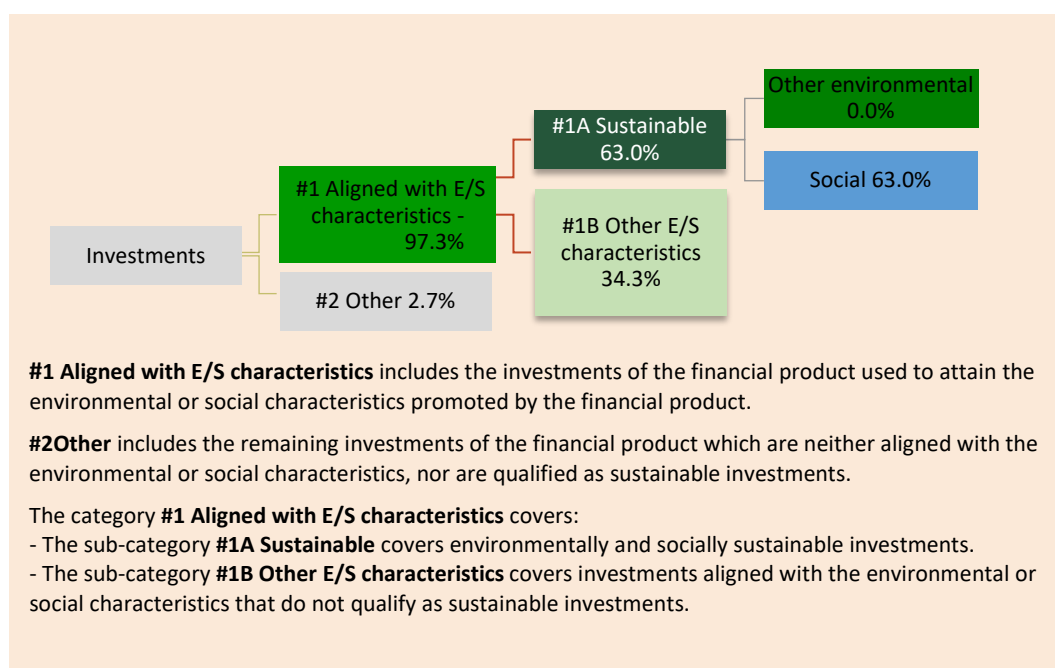 Other environmental
0.0%
#1A Sustainable
63.0%
Social 63.0%
#1 Aligned with E/S
characteristics -
97.3%
#1B Other E/S
characteristics
34.3%
Investments
#2 Other 2.7%
#1 Aligned with E/S characteristics includes the investments of the financial product used to attain the
environmental or social characteristics promoted by the financial product.
#2Other includes the remaining investments of the financial product which are neither aligned with the
environmental or social characteristics, nor are qualified as sustainable investments.
The category #1 Aligned with E/S characteristics covers:
- The sub-category #1A Sustainable covers environmentally and socially sustainable investments.
- The sub-category #1B Other E/S characteristics covers investments aligned with the environmental or
social characteristics that do not qualify as sustainable investments.